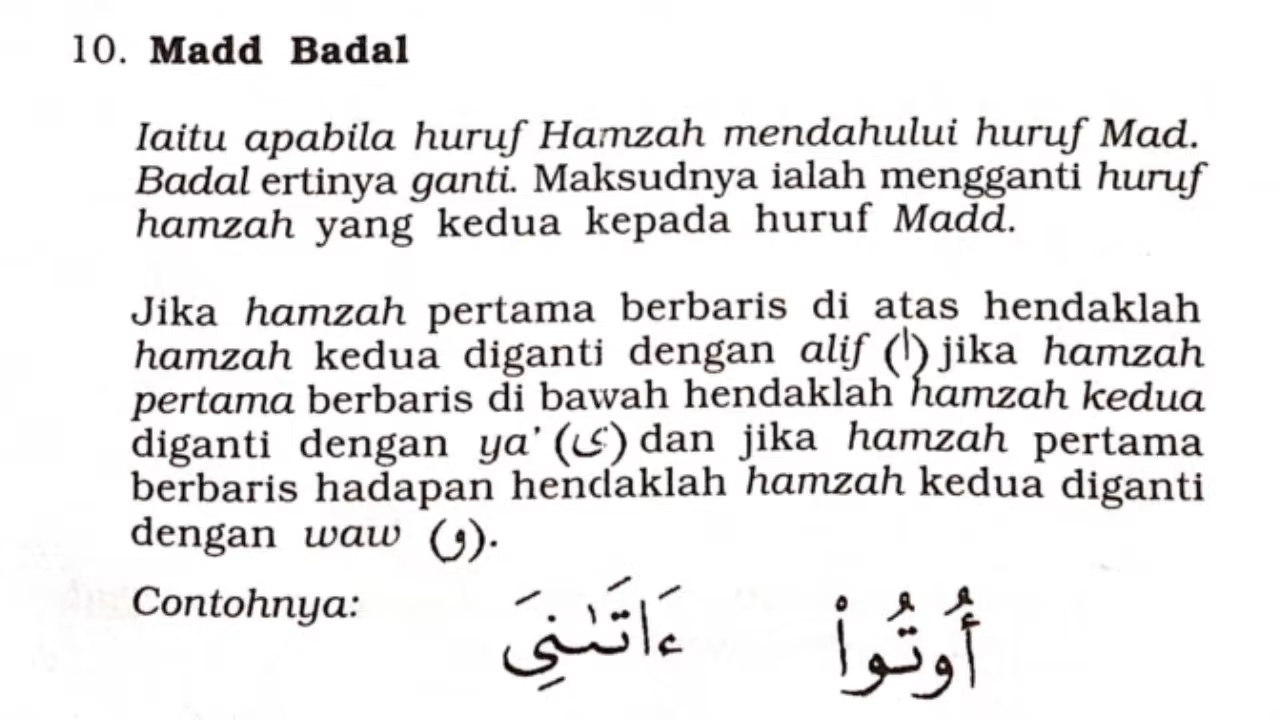 10. Madd Badal
Iaitu apabila huruf Hamzah mendahului huruf Mad.
Badal ertinya ganti. Maksudnya ialah mengganti huruf
hamzah yang kedua kepada huruf Madd.
Jika hamzah pertama berbaris di atas hendaklah
hamzah kedua diganti dengan alif (ا) jika hamzah
pertama berbaris di bawah hendaklah hamzah kedua
diganti dengan ya' (ى) dan jika hamzah pertama
berbaris hadapan hendaklah hamzah kedua diganti
dengan waw (و).
Contohnya: أُوتُواْ ءَاتَىٰنِىَ